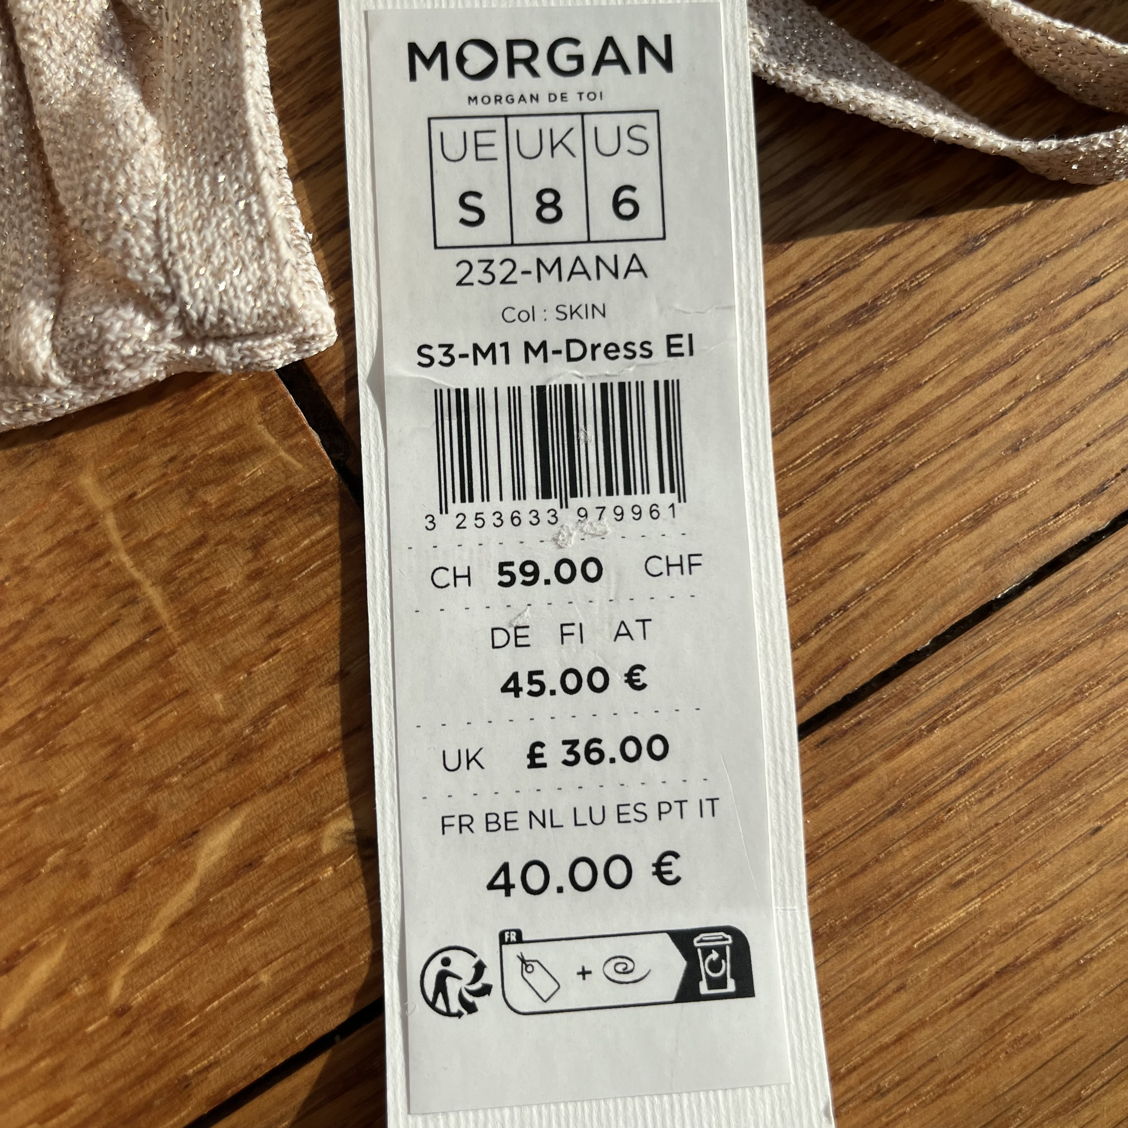 MORGAN
MORGAN DE TOI
UE UK US
S 8 6
232-MANA
Col : SKIN
S3-M1 M-Dress EI
3 253633 979961
CH 59.00 CHF
DE FI AT
45.00 €
UK £ 36.00
FR BE NL LU ES PT IT
40.00 €
FR
+